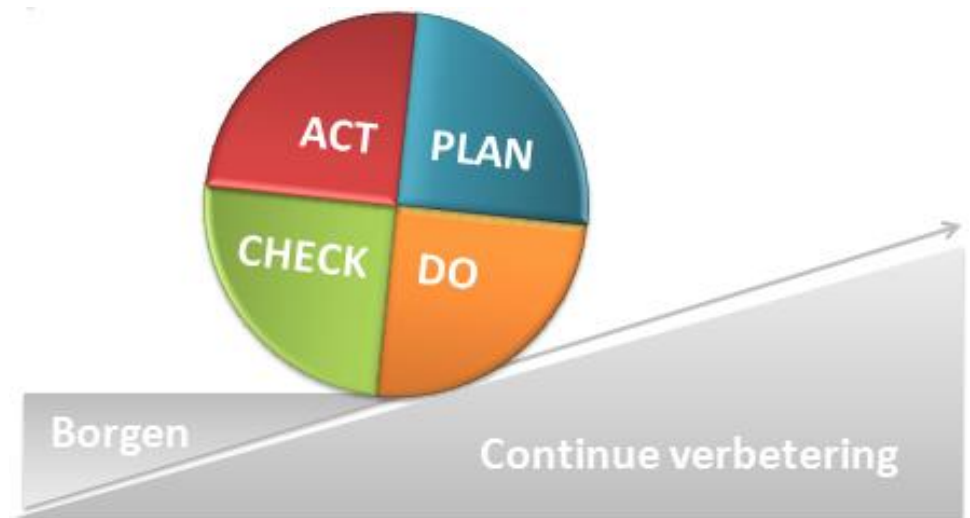 ACT
PLAN
CHECK
DO
Borgen
Continue verbetering